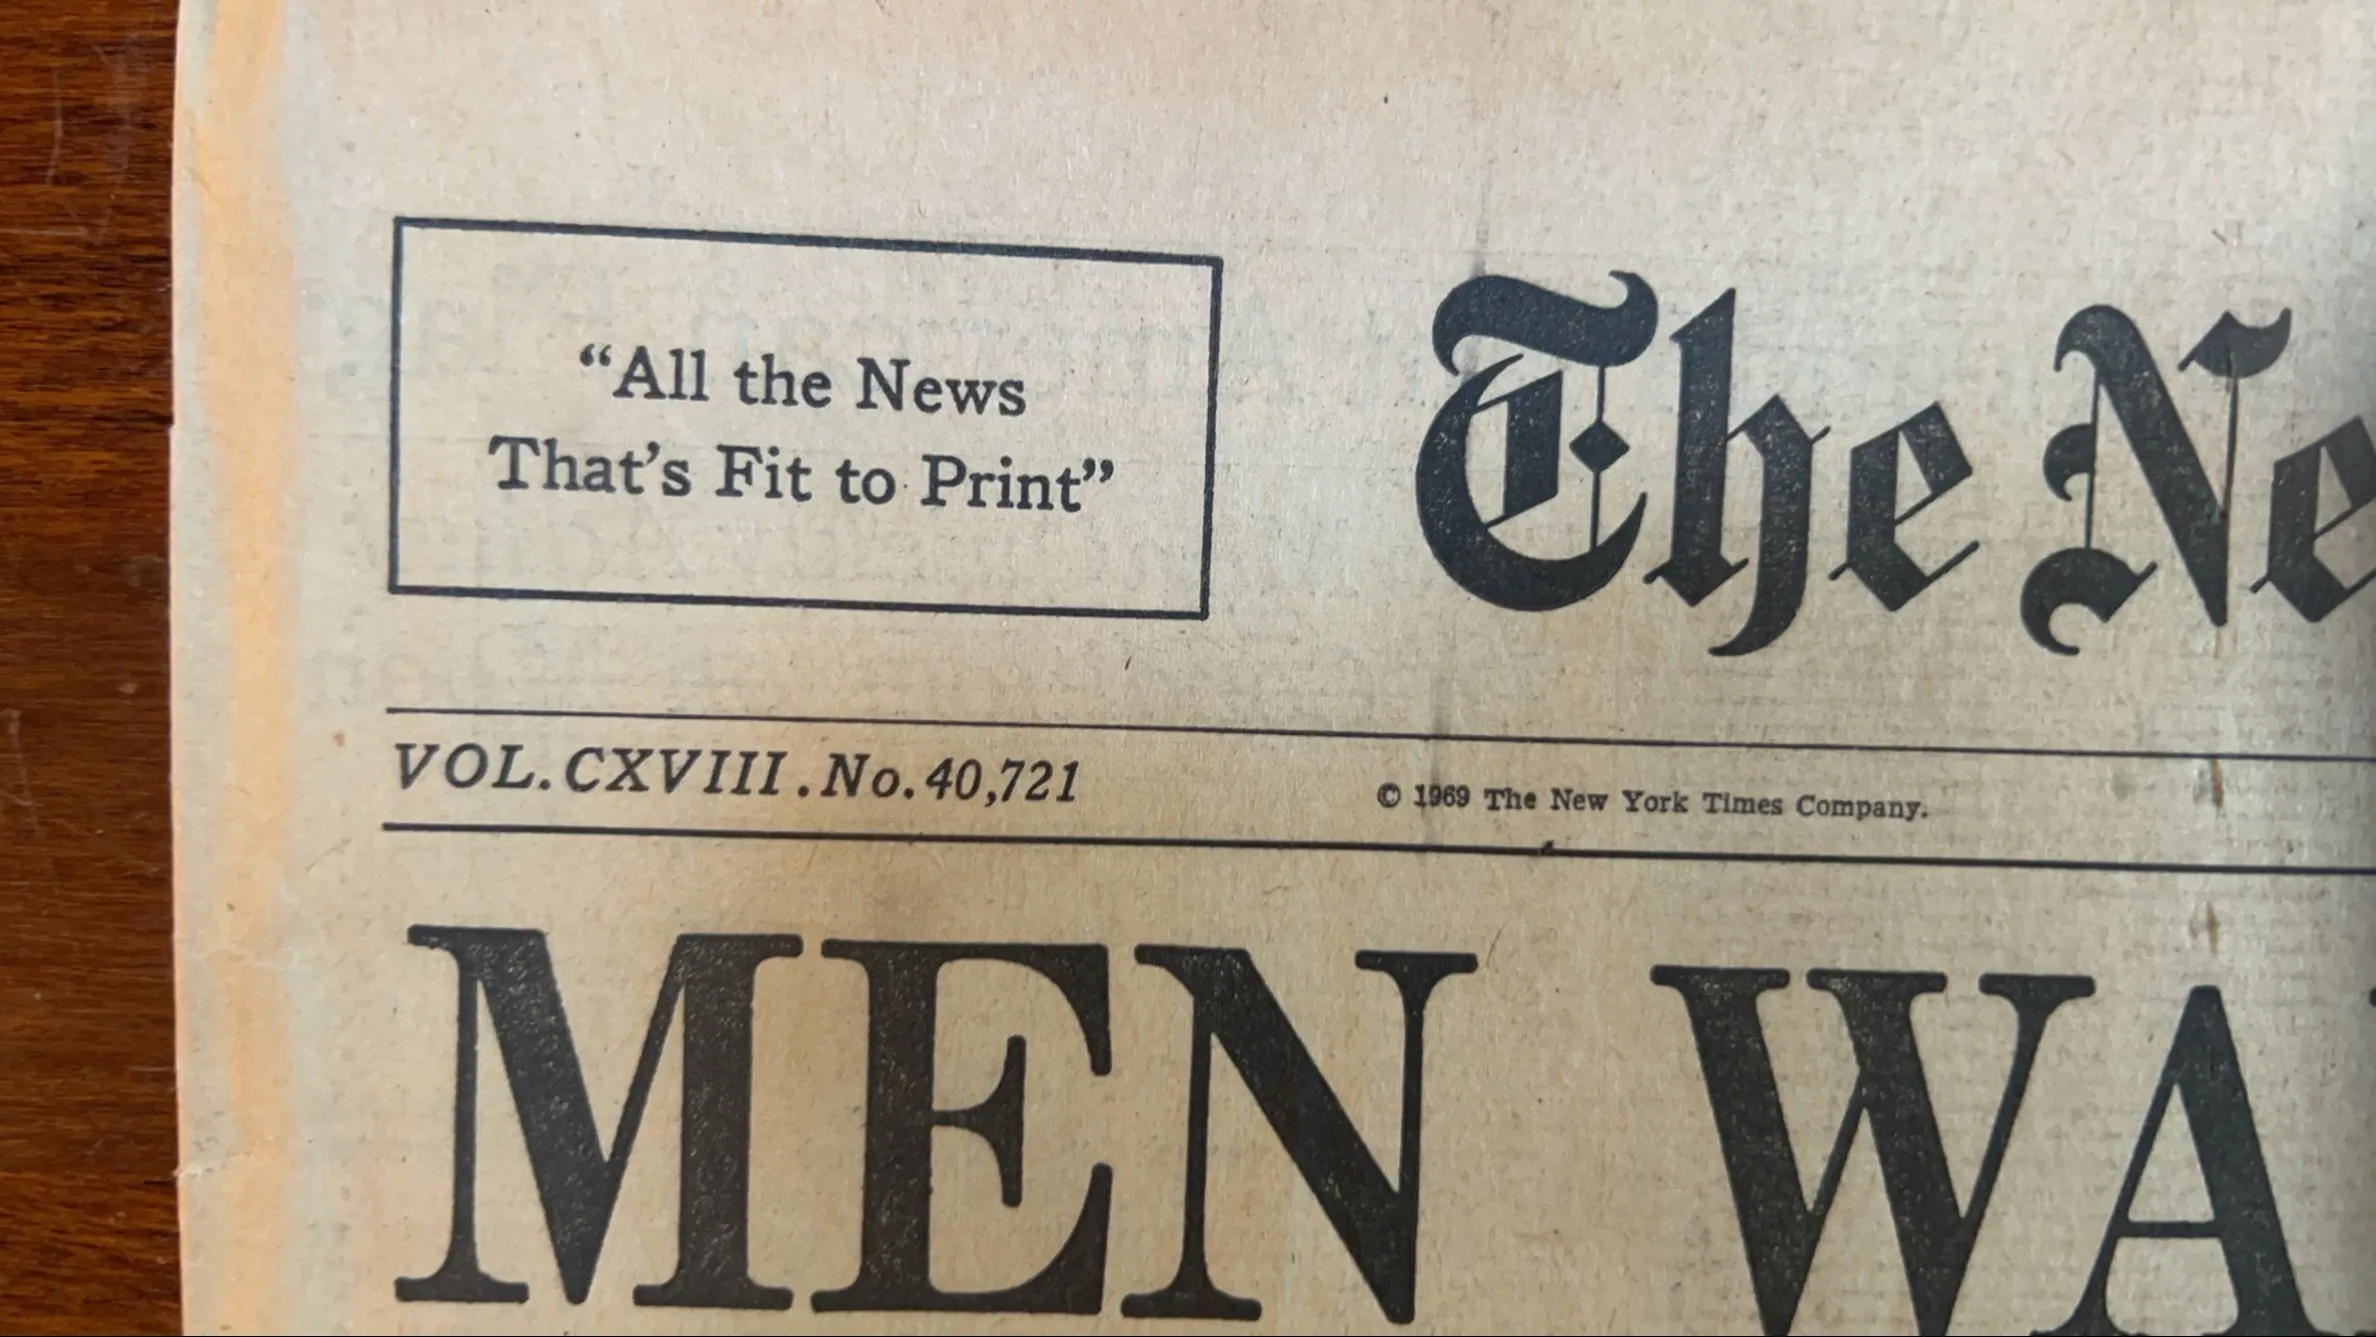 “All the News
That’s Fit to Print”
The Ne
VOL. CXVIII . No. 40,721
© 1969 The New York Times Company.
MEN WA